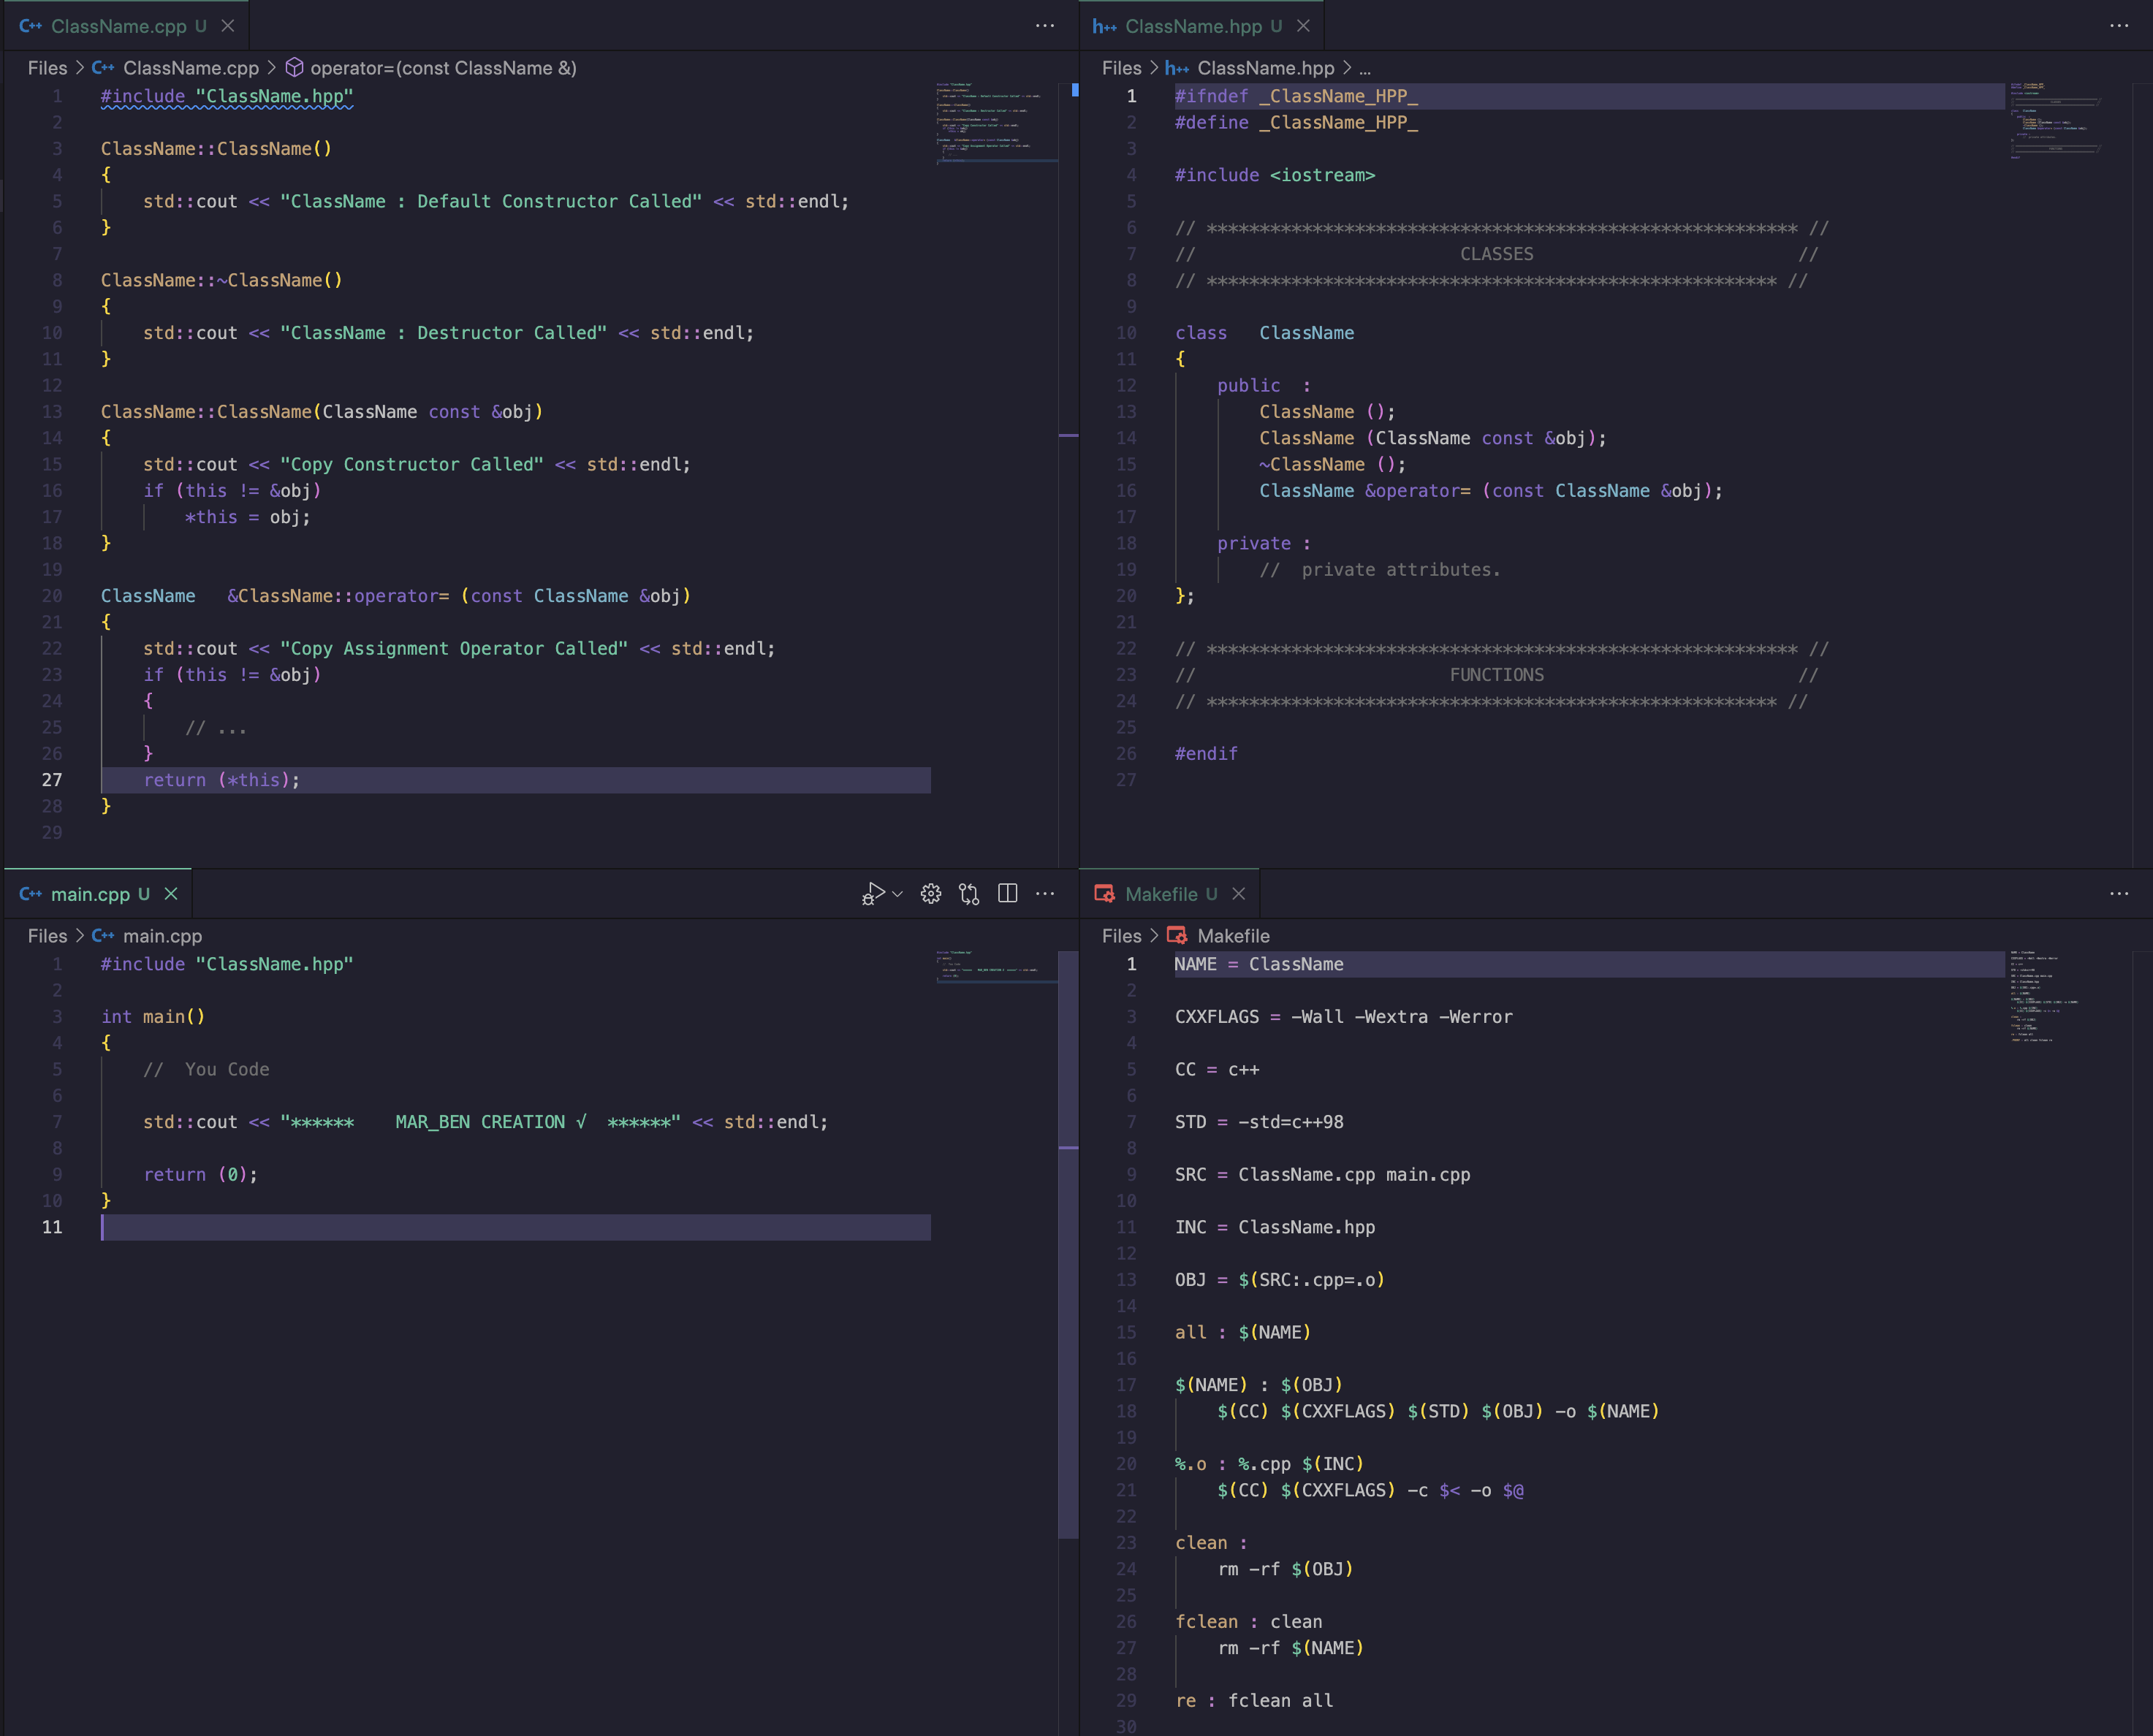 ClassName.cpp U
Files > ClassName.cpp > operator=(const ClassName &)
1 #include "ClassName.hpp"
2
3 ClassName::ClassName()
4 {
5 std::cout << "ClassName : Default Constructor Called" << std::endl;
6 }
7
8 ClassName::~ClassName()
9 {
10 std::cout << "ClassName : Destructor Called" << std::endl;
11 }
12
13 ClassName::ClassName(ClassName const &obj)
14 {
15 std::cout << "Copy Constructor Called" << std::endl;
16 if (this != &obj)
17 *this = obj;
18 }
19
20 ClassName &ClassName::operator= (const ClassName &obj)
21 {
22 std::cout << "Copy Assignment Operator Called" << std::endl;
23 if (this != &obj)
24 {
25 // ...
26 }
27 return (*this);
28 }
29
ClassName.hpp U
Files > ClassName.hpp > ...
1 #ifndef _ClassName_HPP_
2 #define _ClassName_HPP_
3
4 #include <iostream>
5
6 // ******************************************************** //
7 // CLASSES //
8 // ****************************************************** //
9
10 class ClassName
11 {
12 public :
13 ClassName ();
14 ClassName (ClassName const &obj);
15 ~ClassName ();
16 ClassName &operator= (const ClassName &obj);
17
18 private :
19 // private attributes.
20 };
21
22 // ******************************************************** //
23 // FUNCTIONS //
24 // ****************************************************** //
25
26 #endif
27
main.cpp U
Files > main.cpp
1 #include "ClassName.hpp"
2
3 int main()
4 {
5 // You Code
6
7 std::cout << "****** MAR_BEN CREATION √ ******" << std::endl;
8
9 return (0);
10 }
11
Makefile U
Files > Makefile
1 NAME = ClassName
2
3 CXXFLAGS = -Wall -Wextra -Werror
4
5 CC = c++
6
7 STD = -std=c++98
8
9 SRC = ClassName.cpp main.cpp
10
11 INC = ClassName.hpp
12
13 OBJ = $(SRC:.cpp=.o)
14
15 all : $(NAME)
16
17 $(NAME) : $(OBJ)
18 $(CC) $(CXXFLAGS) $(STD) $(OBJ) -o $(NAME)
19
20 %.o : %.cpp $(INC)
21 $(CC) $(CXXFLAGS) -c $< -o $@
22
23 clean :
24 rm -rf $(OBJ)
25
26 fclean : clean
27 rm -rf $(NAME)
28
29 re : fclean all
30